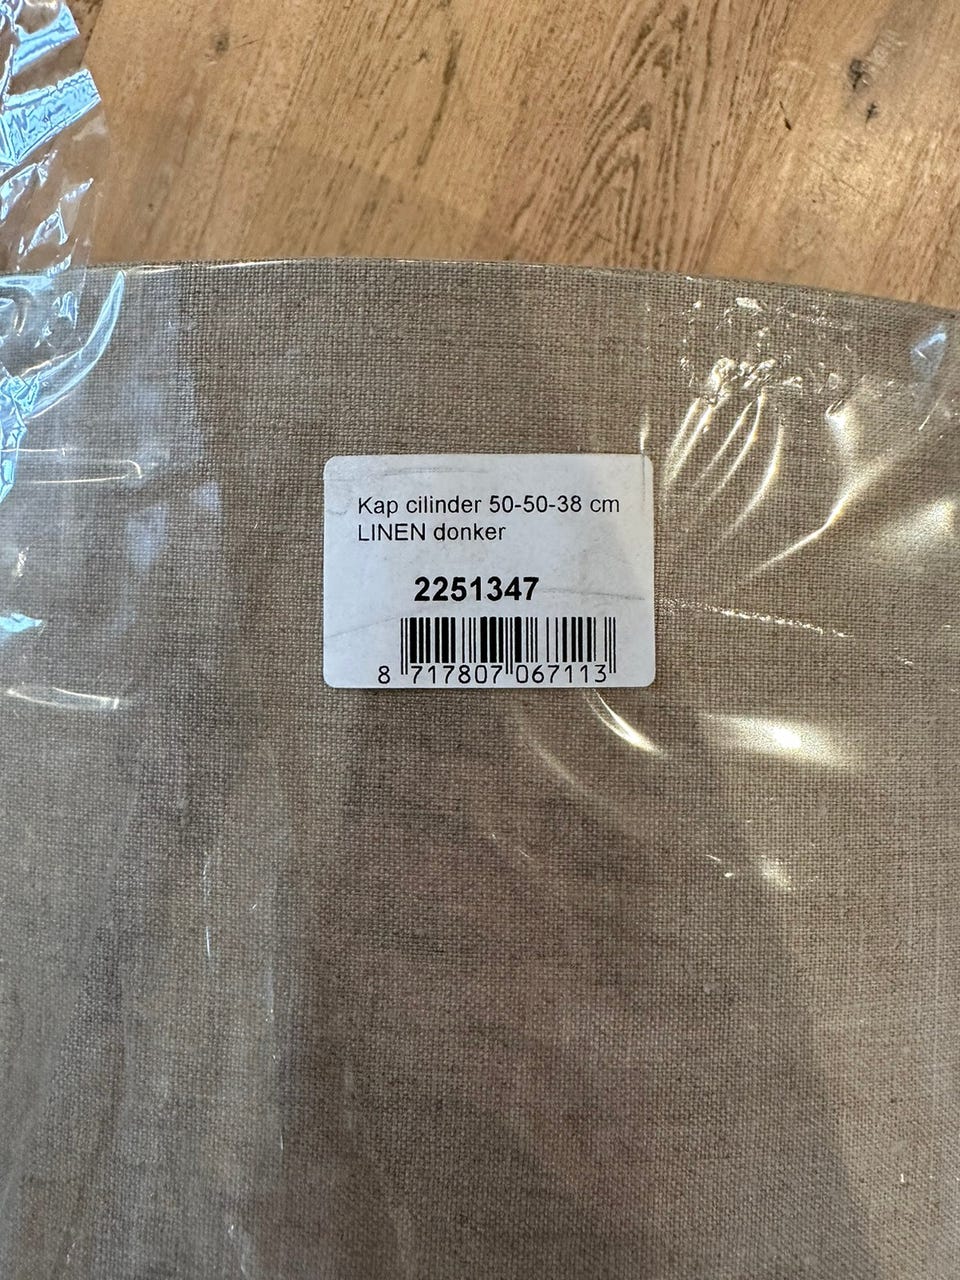 Kap cilinder 50-50-38 cm
LINEN donker
2251347
8 717807 067113